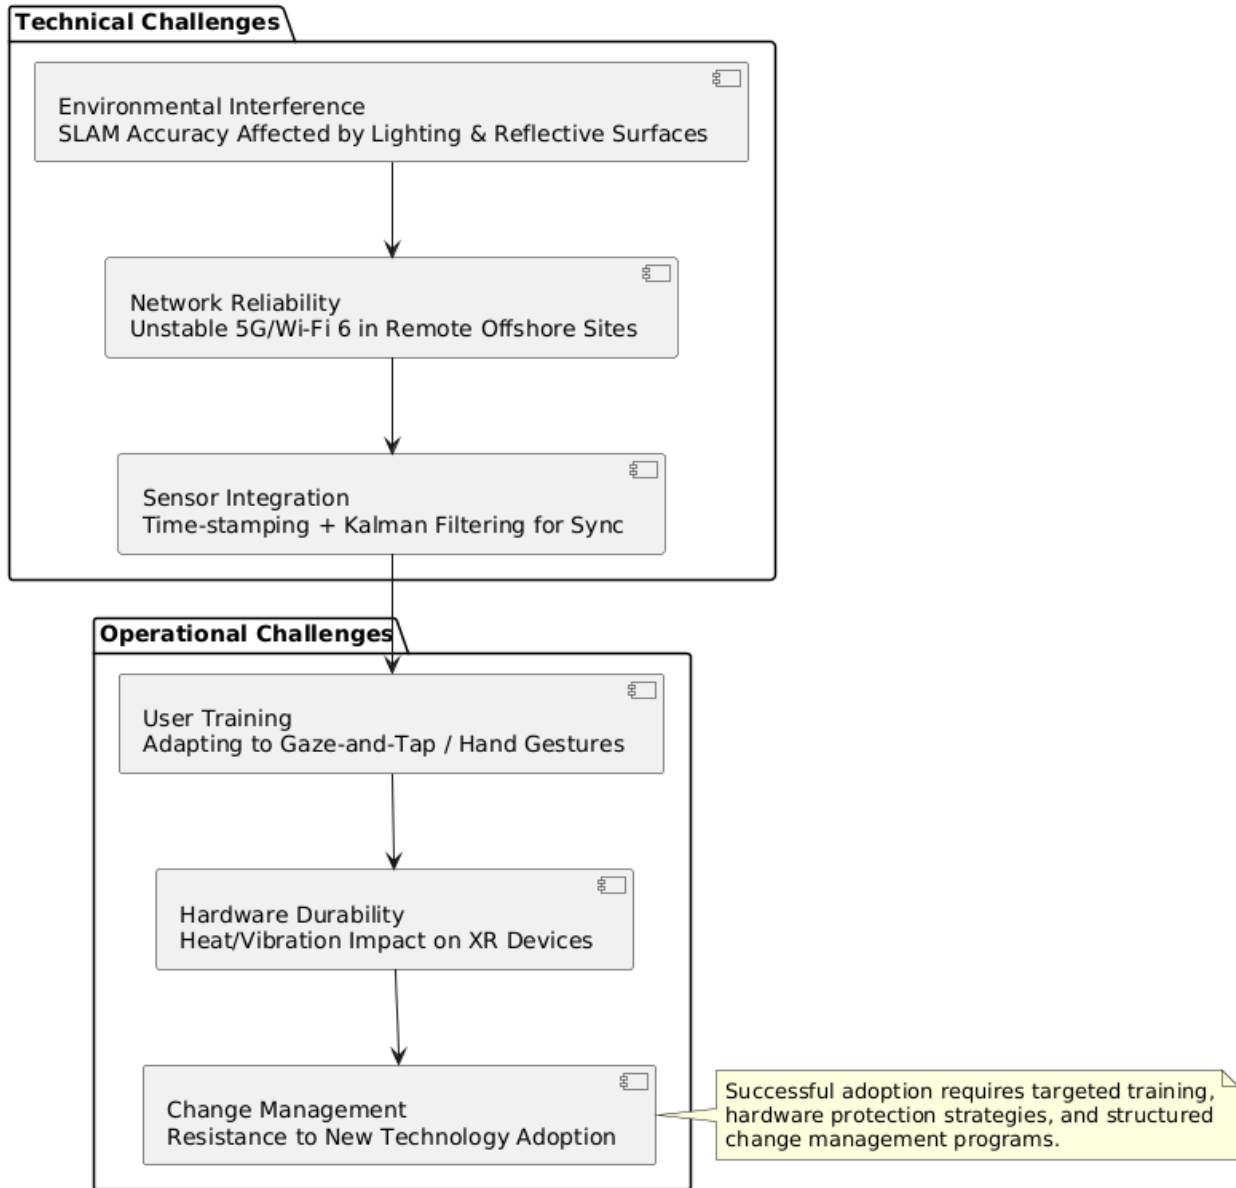 Technical Challenges
Environmental Interference
SLAM Accuracy Affected by Lighting & Reflective Surfaces
Network Reliability
Unstable 5G/Wi-Fi 6 in Remote Offshore Sites
Sensor Integration
Time-stamping + Kalman Filtering for Sync
Operational Challenges
User Training
Adapting to Gaze-and-Tap / Hand Gestures
Hardware Durability
Heat/Vibration Impact on XR Devices
Change Management
Resistance to New Technology Adoption
Successful adoption requires targeted training,
hardware protection strategies, and structured
change management programs.